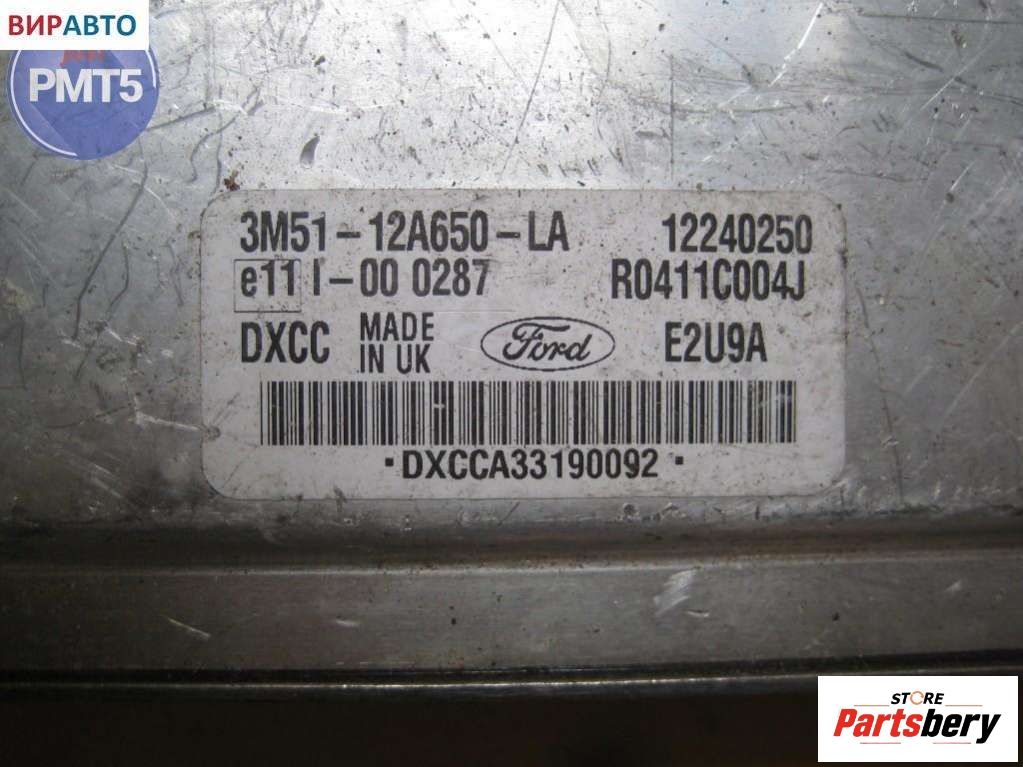 ВИРАВТО
PMT5
3M51-12A650-LA 12240250
e11 I-00 0287 R0411C004J
DXCC MADE IN UK Ford E2U9A
·DXCCA33190092·
STORE
Partsbery